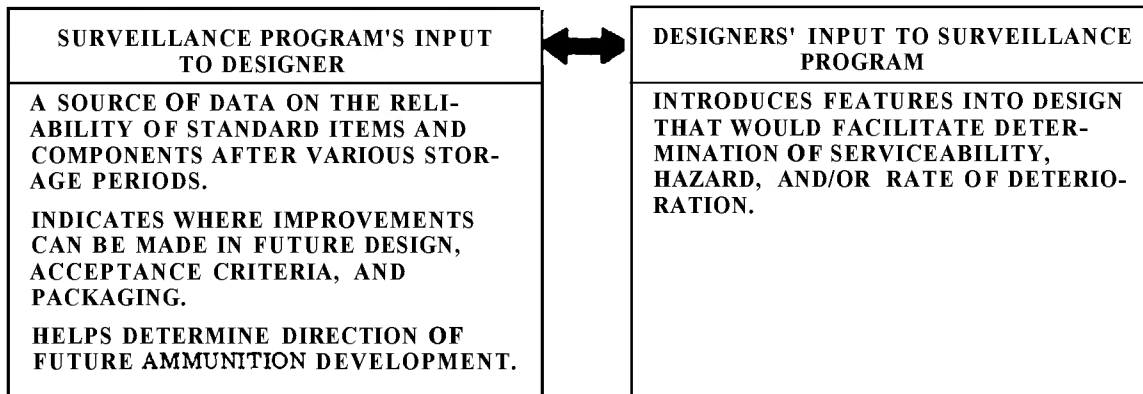 SURVEILLANCE PROGRAM'S INPUT
TO DESIGNER
A SOURCE OF DATA ON THE RELI-
ABILITY OF STANDARD ITEMS AND
COMPONENTS AFTER VARIOUS STOR-
AGE PERIODS.
INDICATES WHERE IMPROVEMENTS
CAN BE MADE IN FUTURE DESIGN,
ACCEPTANCE CRITERIA, AND
PACKAGING.
HELPS DETERMINE DIRECTION OF
FUTURE AMMUNITION DEVELOPMENT.
DESIGNERS' INPUT TO SURVEILLANCE
PROGRAM
INTRODUCES FEATURES INTO DESIGN
THAT WOULD FACILITATE DETER-
MINATION OF SERVICEABILITY,
HAZARD, AND/OR RATE OF DETERIO-
RATION.